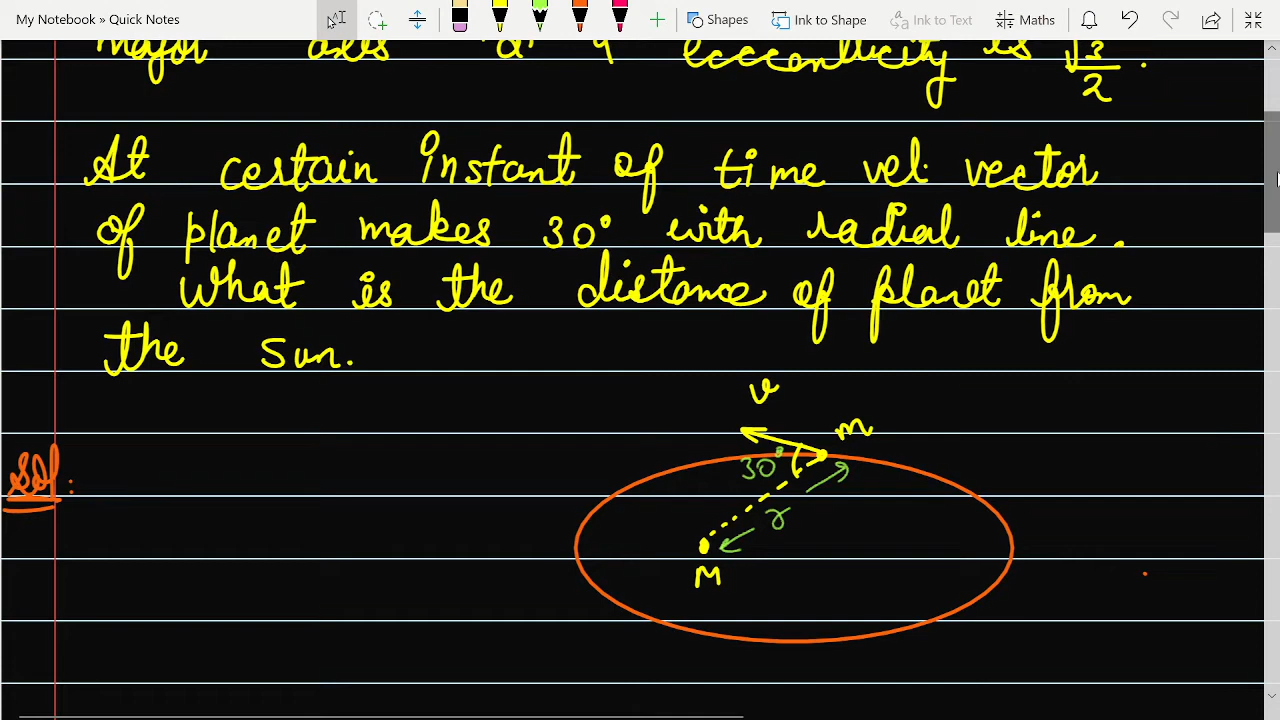 My Notebook » Quick Notes
Shapes
Ink to Shape
Ink to Text
Maths
major axis 'a' & eccentricity is √3/2.
At certain instant of time vel. vector
of planet makes 30° with radial line.
What is the distance of planet from
the sun.
v
m
Sol:
30°
r
M